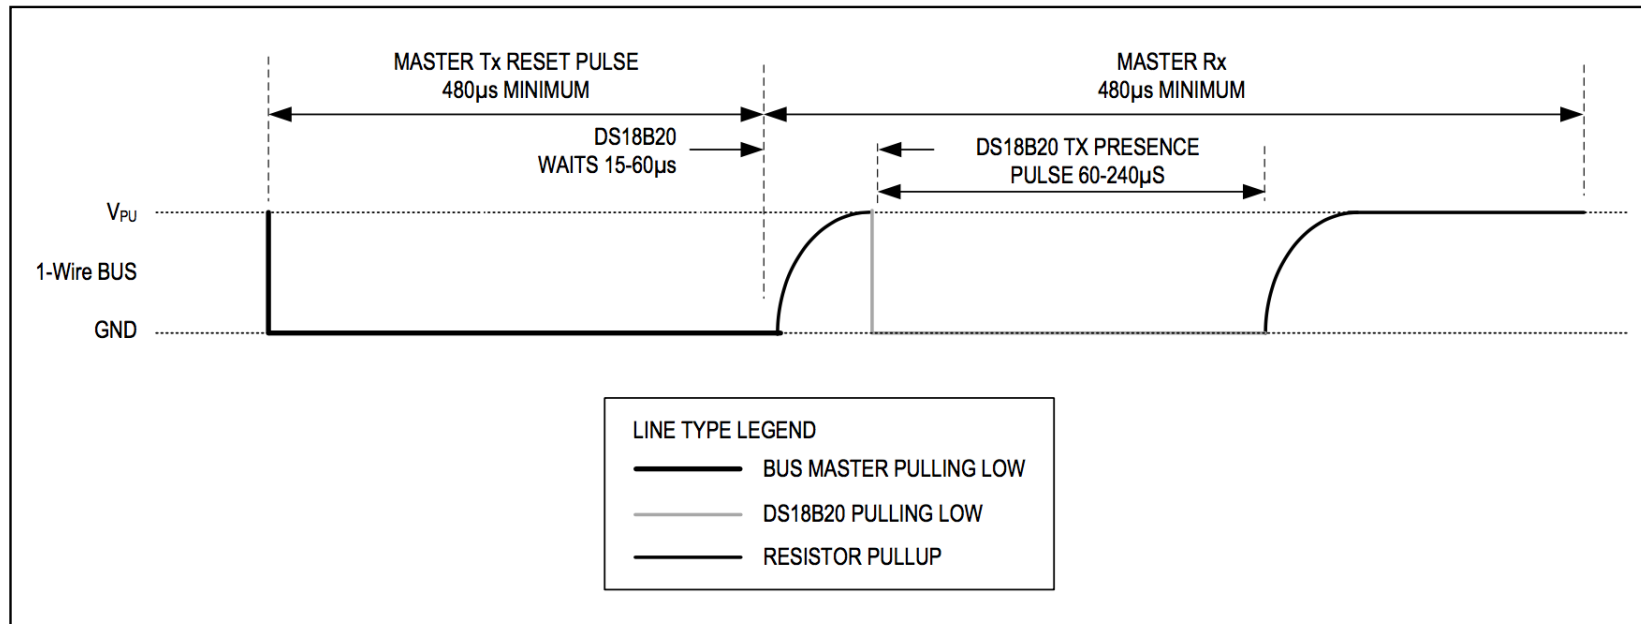 MASTER Tx RESET PULSE
480µs MINIMUM
MASTER Rx
480µs MINIMUM
DS18B20
WAITS 15-60µs
DS18B20 TX PRESENCE
PULSE 60-240µS
VPU
1-Wire BUS
GND
LINE TYPE LEGEND
BUS MASTER PULLING LOW
DS18B20 PULLING LOW
RESISTOR PULLUP